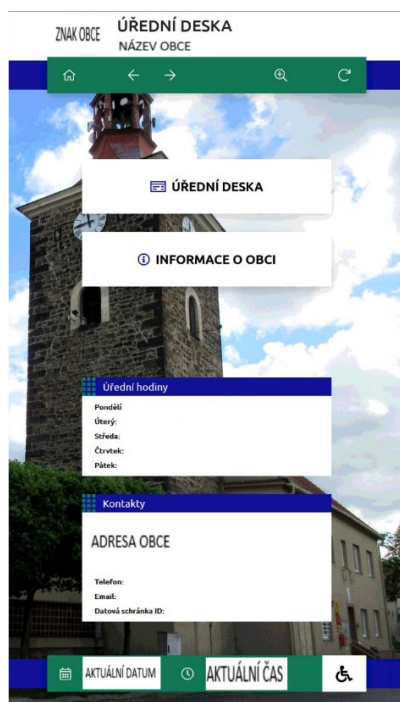 ZNAK OBCE
ÚŘEDNÍ DESKA
NÁZEV OBCE
ÚŘEDNÍ DESKA
INFORMACE O OBCI
Úřední hodiny
Pondělí
Úterý:
Středa:
Čtvrtek:
Pátek:
Kontakty
ADRESA OBCE
Telefon:
Email:
Datová schránka ID:
AKTUÁLNÍ DATUM
AKTUÁLNÍ ČAS